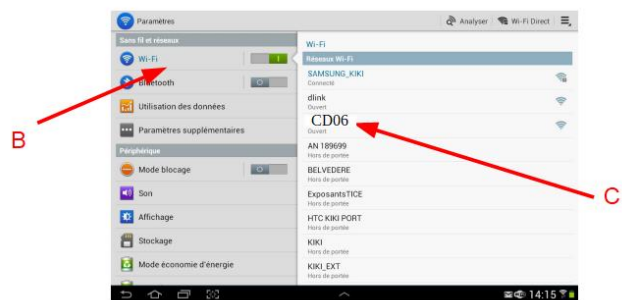 Paramètres
Analyser Wi-Fi Direct
Sans fil et réseaux
Wi-Fi
Bluetooth
Utilisation des données
Paramètres supplémentaires
Périphérique
Mode blocage
Son
Affichage
Stockage
Mode économie d'énergie
Wi-Fi
Réseaux Wi-Fi
SAMSUNG_KIKI
Connecté
dlink
Ouvert
CD06
Ouvert
AN 189699
Hors de portée
BELVEDERE
Hors de portée
ExposantsTICE
Hors de portée
HTC KIKI PORT
Hors de portée
KIKI
Hors de portée
KIKI_EXT
Hors de portée
14:15
B
C